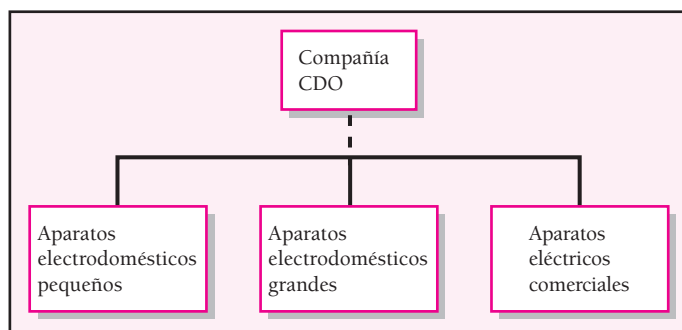 Compañía
CDO
Aparatos
electrodomésticos
pequeños
Aparatos
electrodomésticos
grandes
Aparatos
eléctricos
comerciales